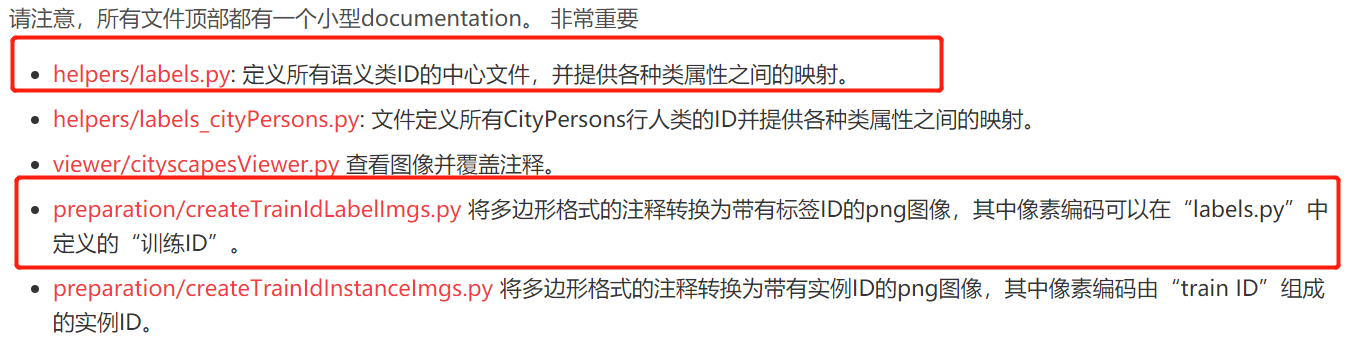 请注意，所有文件顶部都有一个小型documentation。 非常重要
helpers/labels.py: 定义所有语义类ID的中心文件，并提供各种类属性之间的映射。
helpers/labels_cityPersons.py: 文件定义所有CityPersons行人类的ID并提供各种类属性之间的映射。
viewer/cityscapesViewer.py 查看图像并覆盖注释。
preparation/createTrainIdLabelImgs.py 将多边形格式的注释转换为带有标签ID的png图像，其中像素编码可以在“labels.py”中
定义的“训练ID”。
preparation/createTrainIdInstanceImgs.py 将多边形格式的注释转换为带有实例ID的png图像，其中像素编码由“train ID”组成
的实例ID。